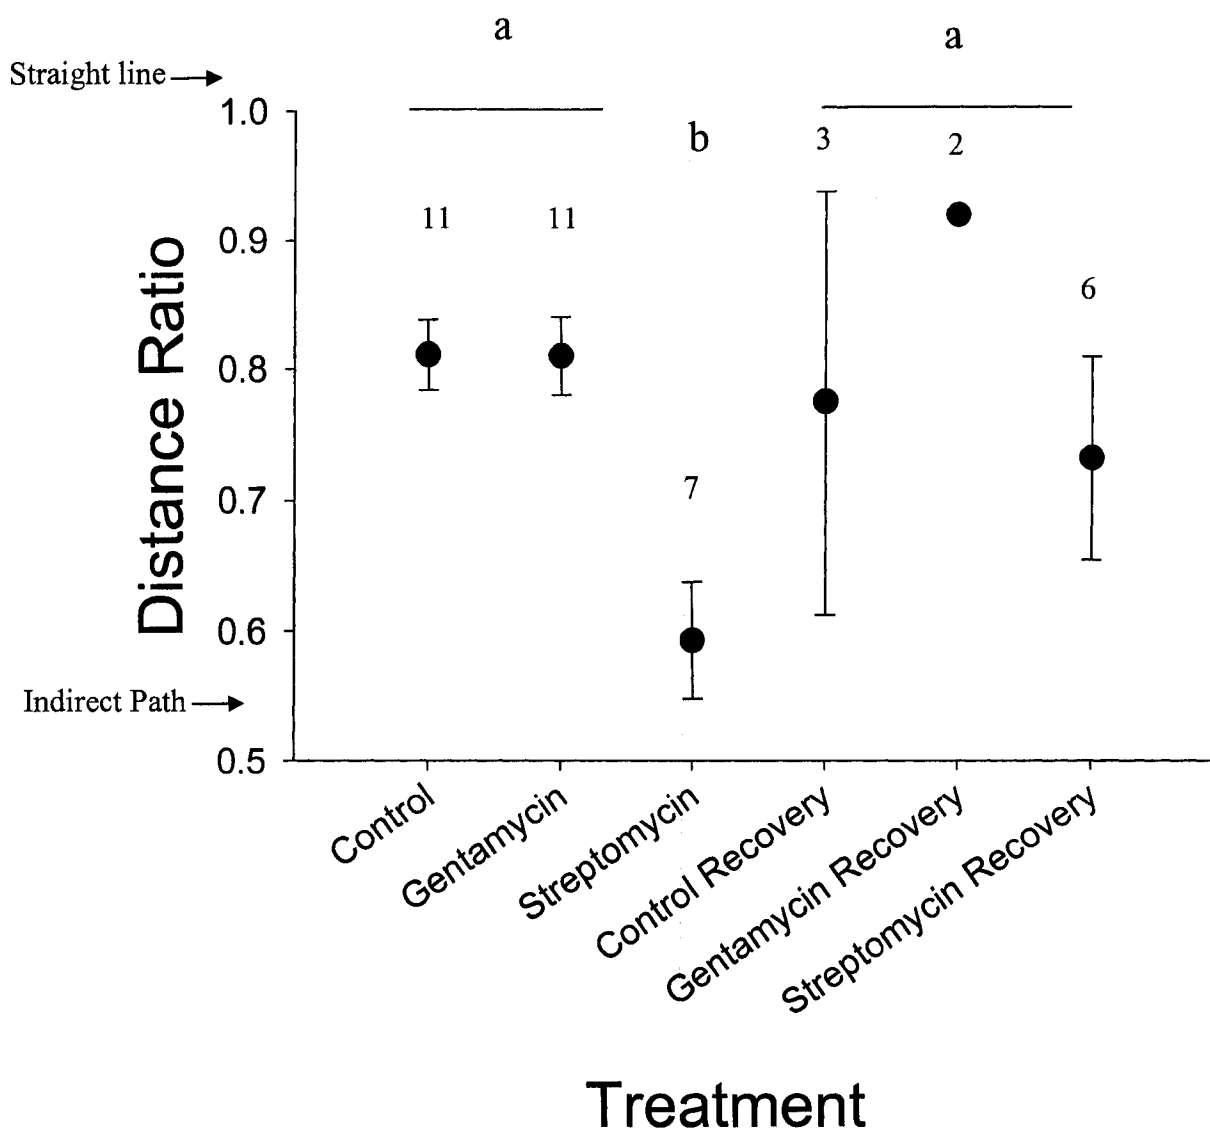 a
a
Straight line
1.0
b
3
2
11
11
0.9
6
0.8
7
0.7
0.6
Indirect Path
0.5
Distance Ratio
Control
Gentamycin
Streptomycin
Control Recovery
Gentamycin Recovery
Streptomycin Recovery
Treatment